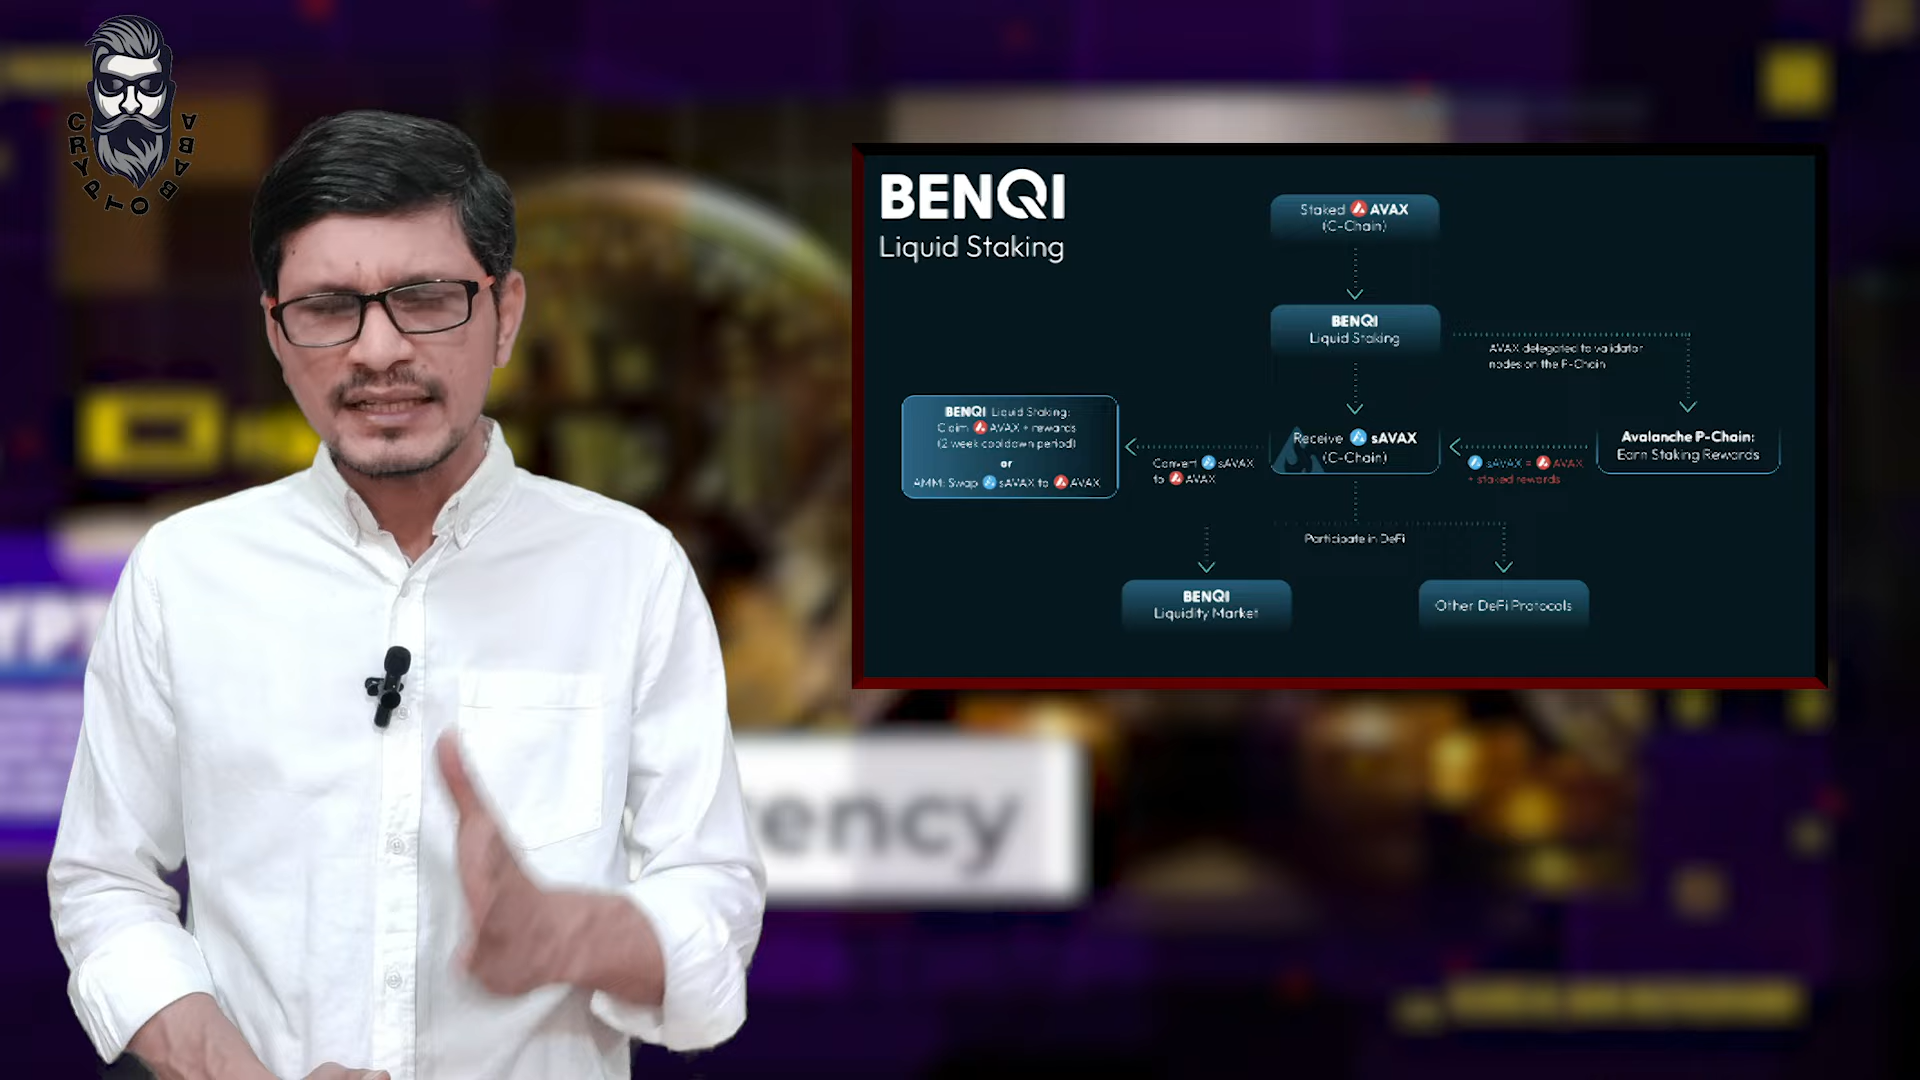 CRYPTO BABA
BENQI
Liquid Staking
Staked AVAX
(C-Chain)
BENQI
Liquid Staking
AVAX delegated to validator
nodes on the P-Chain
BENQI Liquid Staking:
Claim AVAX + rewards
(2 week cooldown period)
or
AMM: Swap sAVAX to AVAX
Convert sAVAX
to AVAX
Receive sAVAX
(C-Chain)
sAVAX = AVAX
+ staked rewards
Avalanche P-Chain:
Earn Staking Rewards
Participate in DeFi
BENQI
Liquidity Market
Other DeFi Protocols
YPT
rency